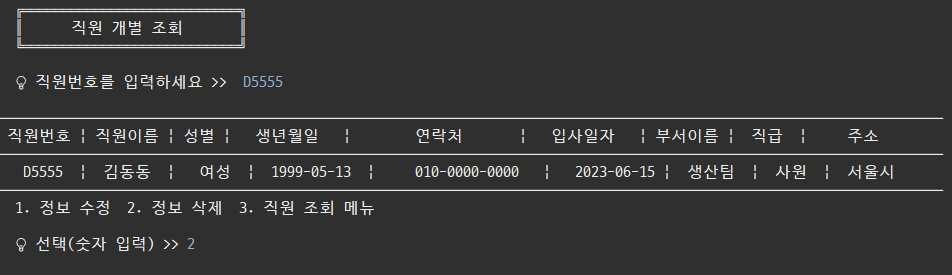 직원 개별 조회
직원번호를 입력하세요 >> D5555
직원번호 ¦ 직원이름 ¦ 성별 ¦ 생년월일 ¦ 연락처 ¦ 입사일자 ¦ 부서이름 ¦ 직급 ¦ 주소
D5555 ¦ 김동동 ¦ 여성 ¦ 1999-05-13 ¦ 010-0000-0000 ¦ 2023-06-15 ¦ 생산팀 ¦ 사원 ¦ 서울시
1. 정보 수정 2. 정보 삭제 3. 직원 조회 메뉴
선택(숫자 입력) >> 2